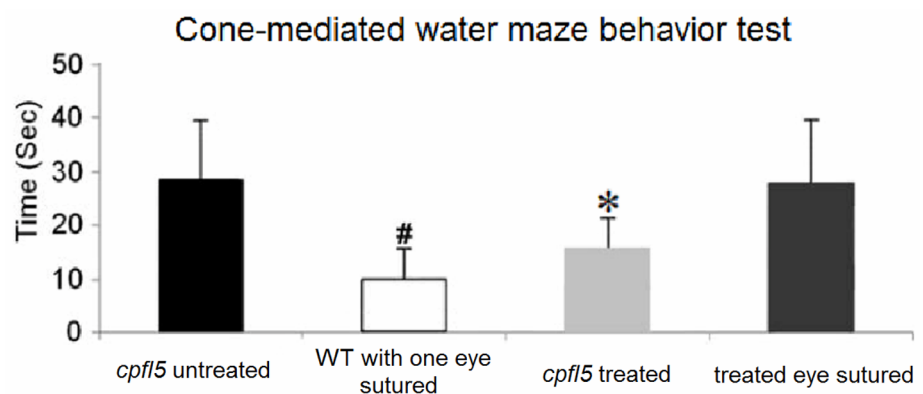 Cone-mediated water maze behavior test
50
40
30
20
10
0
Time (Sec)
#
*
cpfl5 untreated
WT with one eye
sutured
cpfl5 treated
treated eye sutured